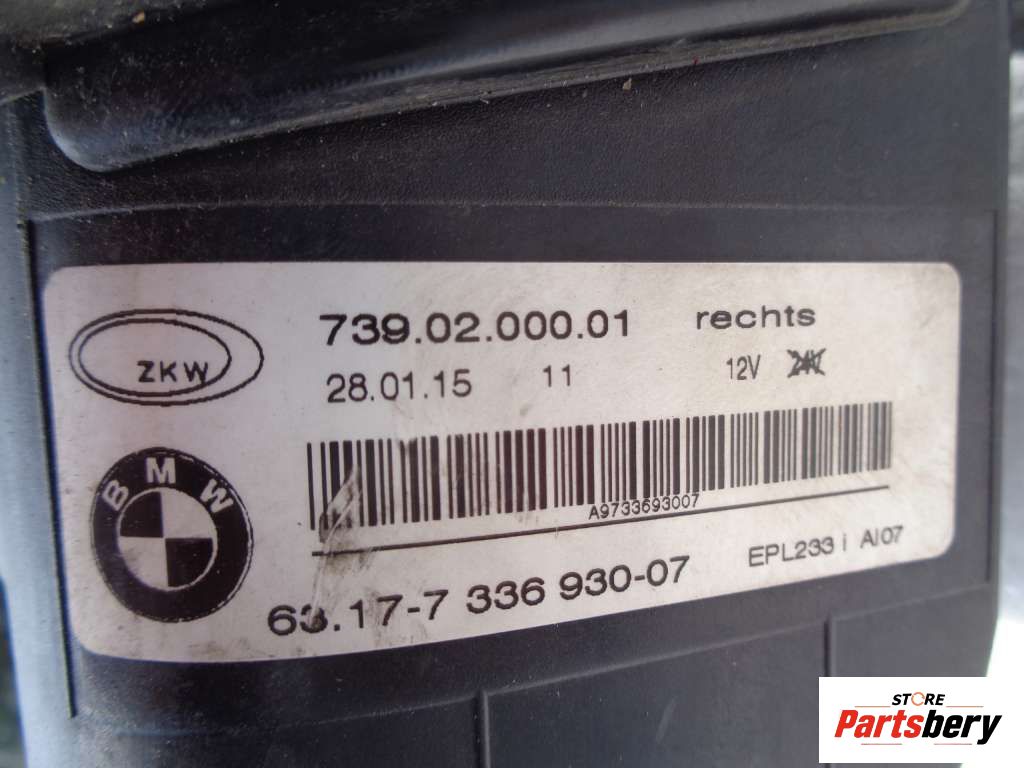 ZKW
739.02.000.01 rechts
28.01.15 11 12V 24V
A9733693007
BMW
63.17-7 336 930-07 EPL233 i AI07
STORE
Partsbery